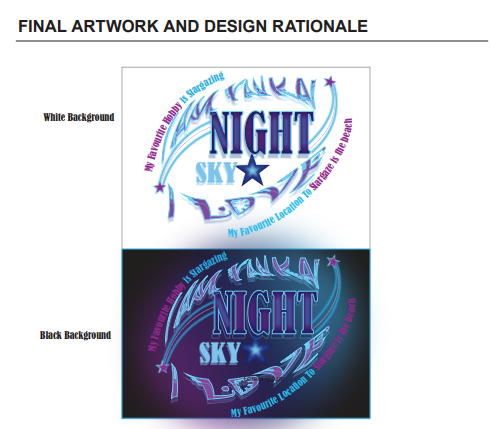 FINAL ARTWORK AND DESIGN RATIONALE
White Background
My Favourite Hobby is Stargazing
NIGHT
SKY
I LOVE
My Favourite Location To Stargaze is the beach
Black Background
My Favourite Hobby is Stargazing
NIGHT
SKY
I LOVE
My Favourite Location To Stargaze is the beach